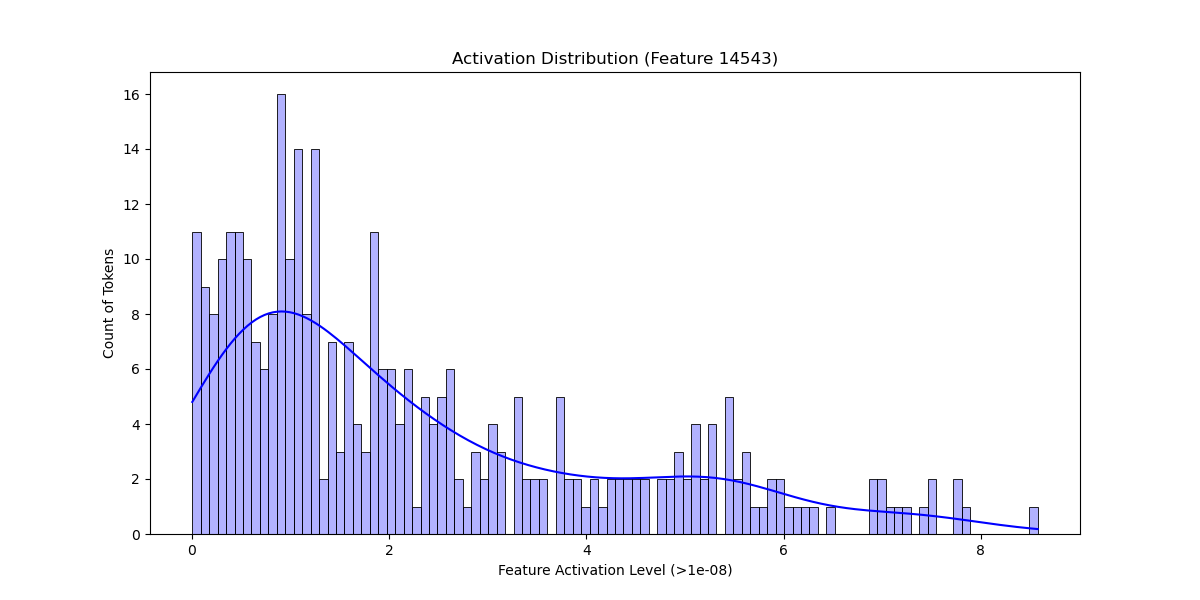 Activation Distribution (Feature 14543)
16
14
12
10
8
6
4
2
0
Count of Tokens
0 2 4 6 8
Feature Activation Level (>1e-08)